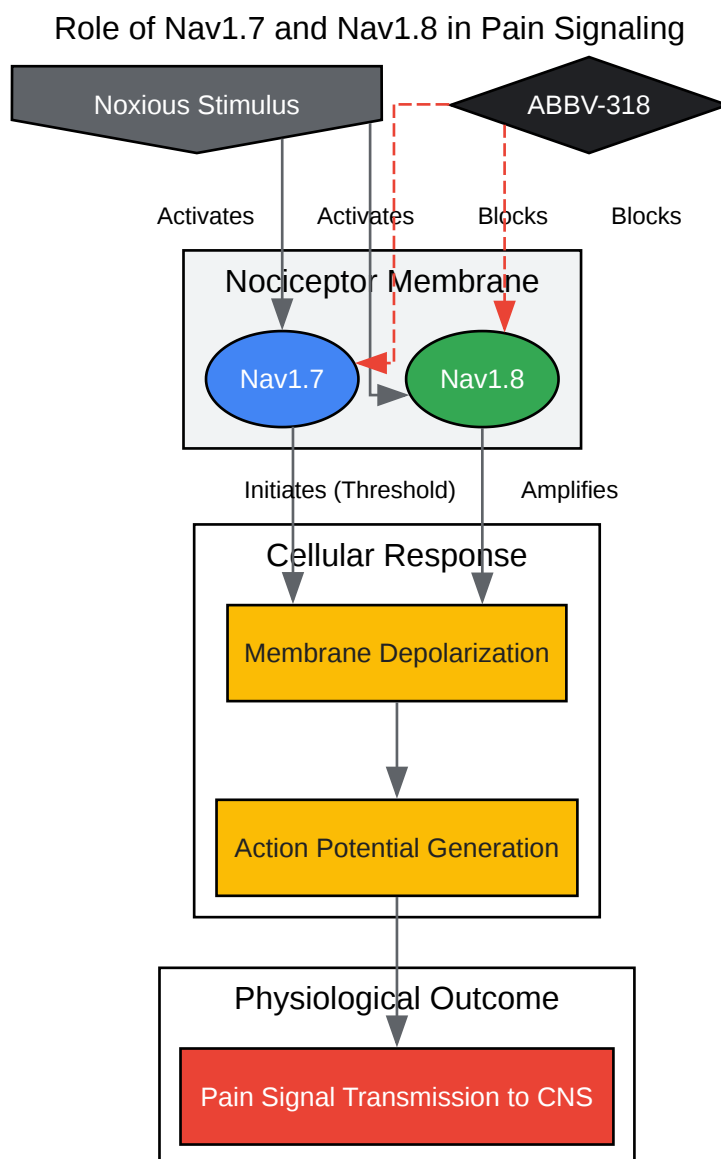 Role of Nav1.7 and Nav1.8 in Pain Signaling
Noxious Stimulus
ABBV-318
Activates
Activates
Blocks
Blocks
Nociceptor Membrane
Nav1.7
Nav1.8
Initiates (Threshold)
Amplifies
Cellular Response
Membrane Depolarization
Action Potential Generation
Physiological Outcome
Pain Signal Transmission to CNS